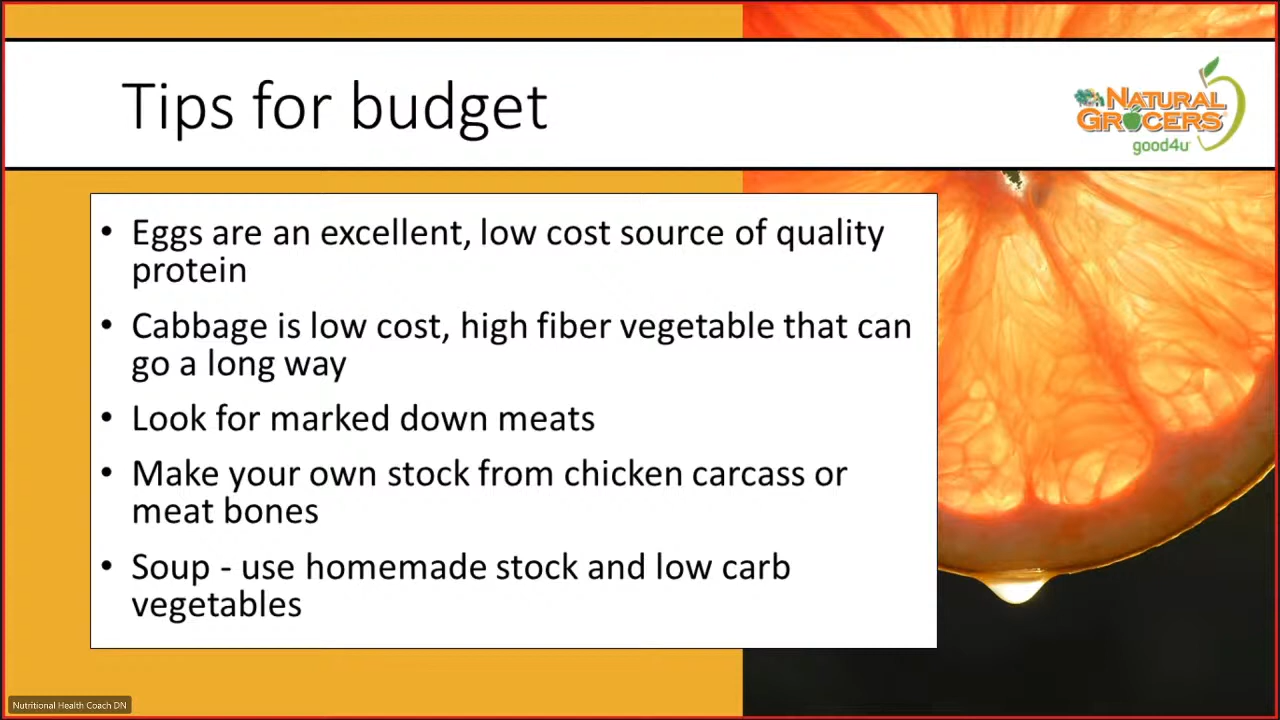 Tips for budget
NATURAL
GROCERS
good4u
• Eggs are an excellent, low cost source of quality
protein
• Cabbage is low cost, high fiber vegetable that can
go a long way
• Look for marked down meats
• Make your own stock from chicken carcass or
meat bones
• Soup - use homemade stock and low carb
vegetables
Nutritional Health Coach DN